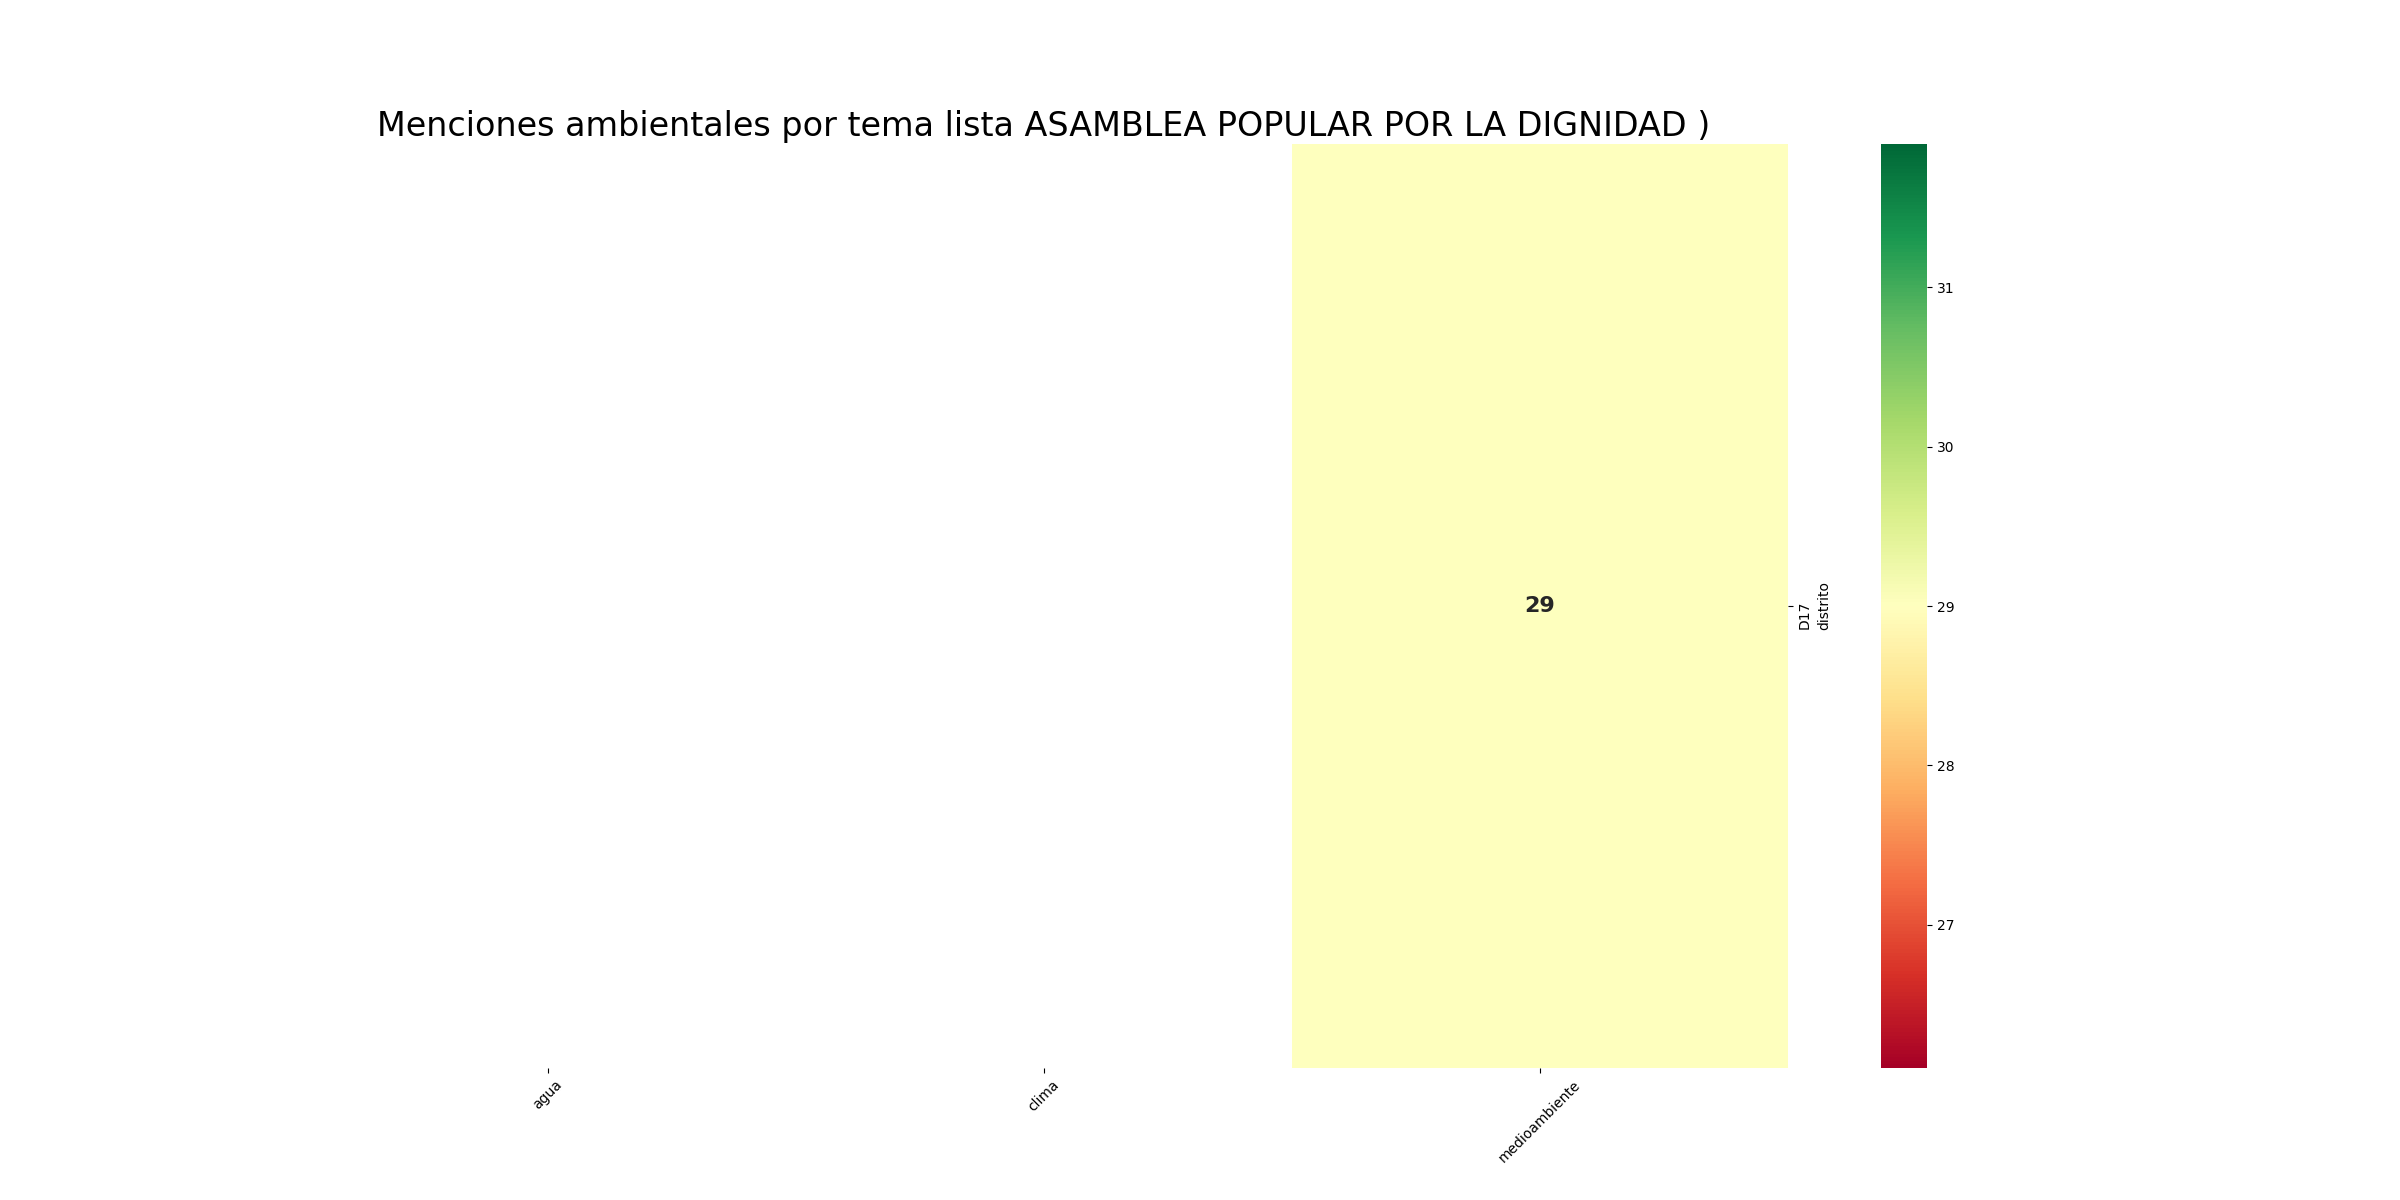 Menciones ambientales por tema lista ASAMBLEA POPULAR POR LA DIGNIDAD )
29
D17
distrito
31
30
29
28
27
agua
clima
medioambiente